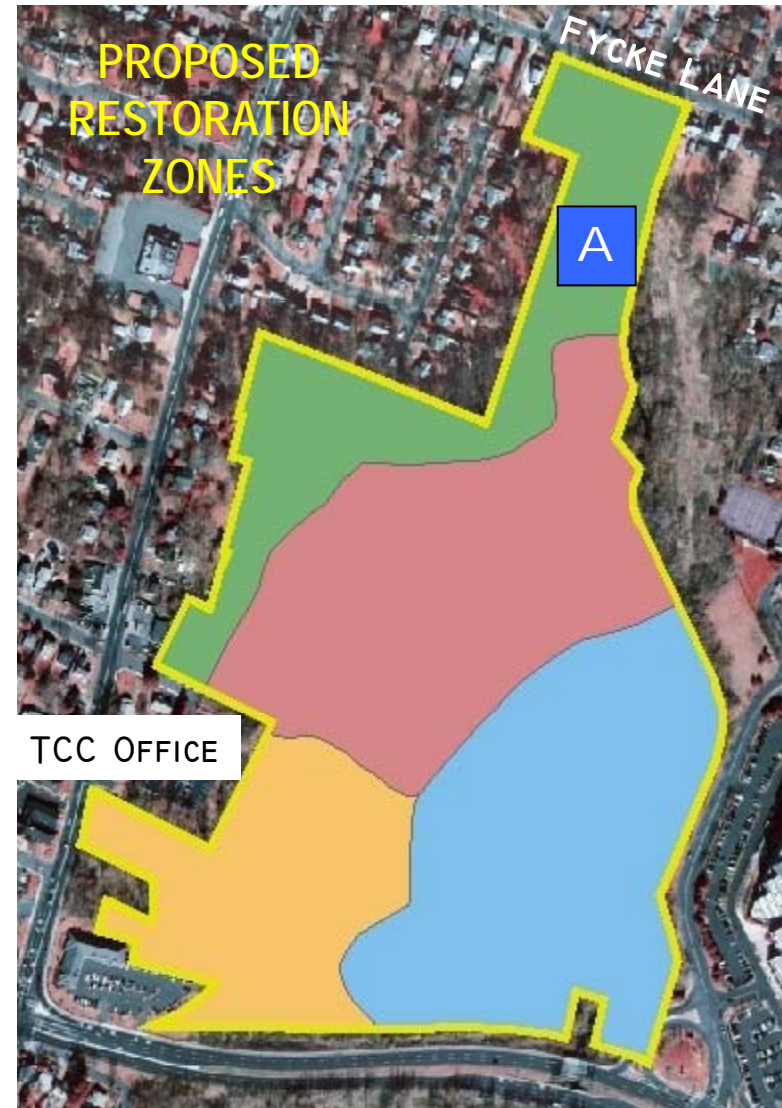 PROPOSED
RESTORATION
ZONES
FYCKE LANE
A
TCC OFFICE